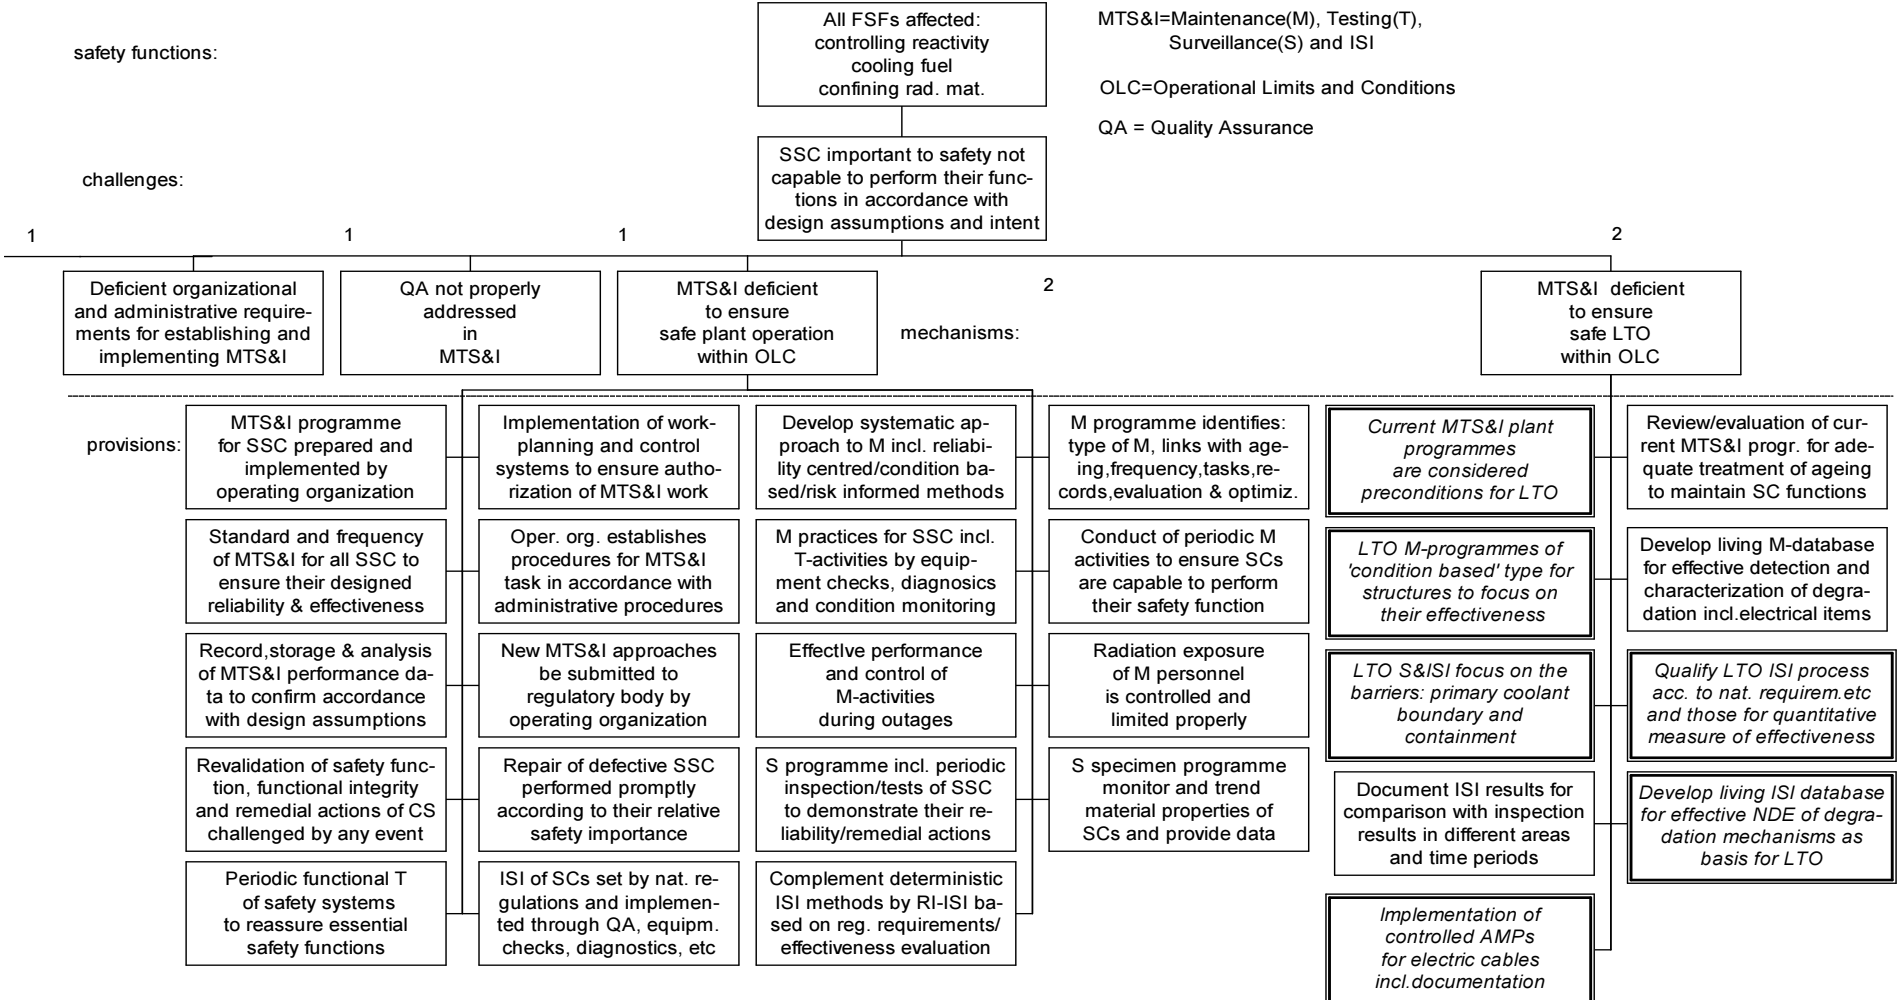 safety functions:
All FSFs affected:
controlling reactivity
cooling fuel
confining rad. mat.
MTS&I=Maintenance(M), Testing(T),
Surveillance(S) and ISI
OLC=Operational Limits and Conditions
QA = Quality Assurance
challenges:
SSC important to safety not
capable to perform their func-
tions in accordance with
design assumptions and intent
1
1
1
2
Deficient organizational
and administrative require-
ments for establishing and
implementing MTS&I
QA not properly
addressed
in
MTS&I
MTS&I deficient
to ensure
safe plant operation
within OLC
2
mechanisms:
MTS&I deficient
to ensure
safe LTO
within OLC
provisions:
MTS&I programme
for SSC prepared and
implemented by
operating organization
Implementation of work-
planning and control
systems to ensure autho-
rization of MTS&I work
Develop systematic ap-
proach to M incl. reliabi-
lity centred/condition ba-
sed/risk informed methods
M programme identifies:
type of M, links with age-
ing,frequency,tasks,re-
cords,evaluation & optimiz.
Current MTS&I plant
programmes
are considered
preconditions for LTO
Review/evaluation of cur-
rent MTS&I progr. for ade-
quate treatment of ageing
to maintain SC functions
Standard and frequency
of MTS&I for all SSC to
ensure their designed
reliability & effectiveness
Oper. org. establishes
procedures for MTS&I
task in accordance with
administrative procedures
M practices for SSC incl.
T-activities by equip-
ment checks, diagnosics
and condition monitoring
Conduct of periodic M
activities to ensure SCs
are capable to perform
their safety function
LTO M-programmes of
'condition based' type for
structures to focus on
their effectiveness
Develop living M-database
for effective detection and
characterization of degra-
dation incl.electrical items
Record,storage & analysis
of MTS&I performance da-
ta to confirm accordance
with design assumptions
New MTS&I approaches
be submitted to
regulatory body by
operating organization
EffectIve performance
and control of
M-activities
during outages
Radiation exposure
of M personnel
is controlled and
limited properly
LTO S&ISI focus on the
barriers: primary coolant
boundary and
containment
Qualify LTO ISI process
acc. to nat. requirem.etc
and those for quantitative
measure of effectiveness
Revalidation of safety func-
tion, functional integrity
and remedial actions of CS
challenged by any event
Repair of defective SSC
performed promptly
according to their relative
safety importance
S programme incl. periodic
inspection/tests of SSC
to demonstrate their re-
liability/remedial actions
S specimen programme
monitor and trend
material properties of
SCs and provide data
Document ISI results for
comparison with inspection
results in different areas
and time periods
Develop living ISI database
for effective NDE of degra-
dation mechanisms as
basis for LTO
Periodic functional T
of safety systems
to reassure essential
safety functions
ISI of SCs set by nat. re-
gulations and implemen-
ted through QA, equipm.
checks, diagnostics, etc
Complement deterministic
ISI methods by RI-ISI ba-
sed on reg. requirements/
effectiveness evaluation
Implementation of
controlled AMPs
for electric cables
incl.documentation